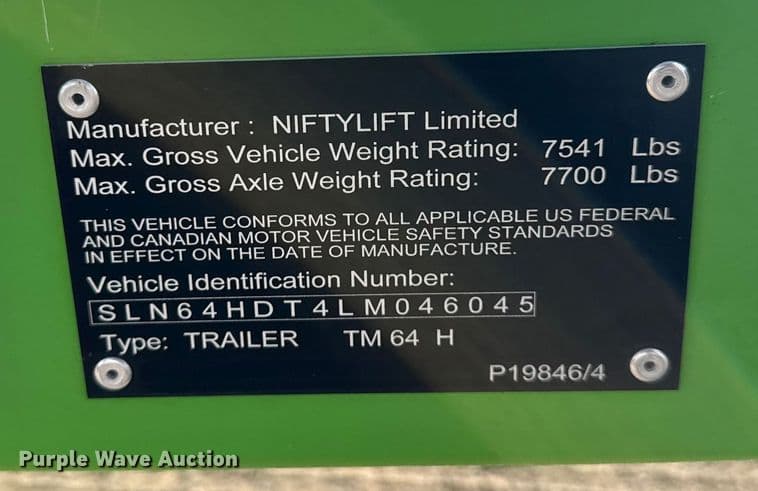 Manufacturer : NIFTYLIFT Limited
Max. Gross Vehicle Weight Rating: 7541 Lbs
Max. Gross Axle Weight Rating: 7700 Lbs
THIS VEHICLE CONFORMS TO ALL APPLICABLE US FEDERAL
AND CANADIAN MOTOR VEHICLE SAFETY STANDARDS
IN EFFECT ON THE DATE OF MANUFACTURE.
Vehicle Identification Number:
SLN64HDT4LM046045
Type: TRAILER TM 64 H
P19846/4
Purple Wave Auction